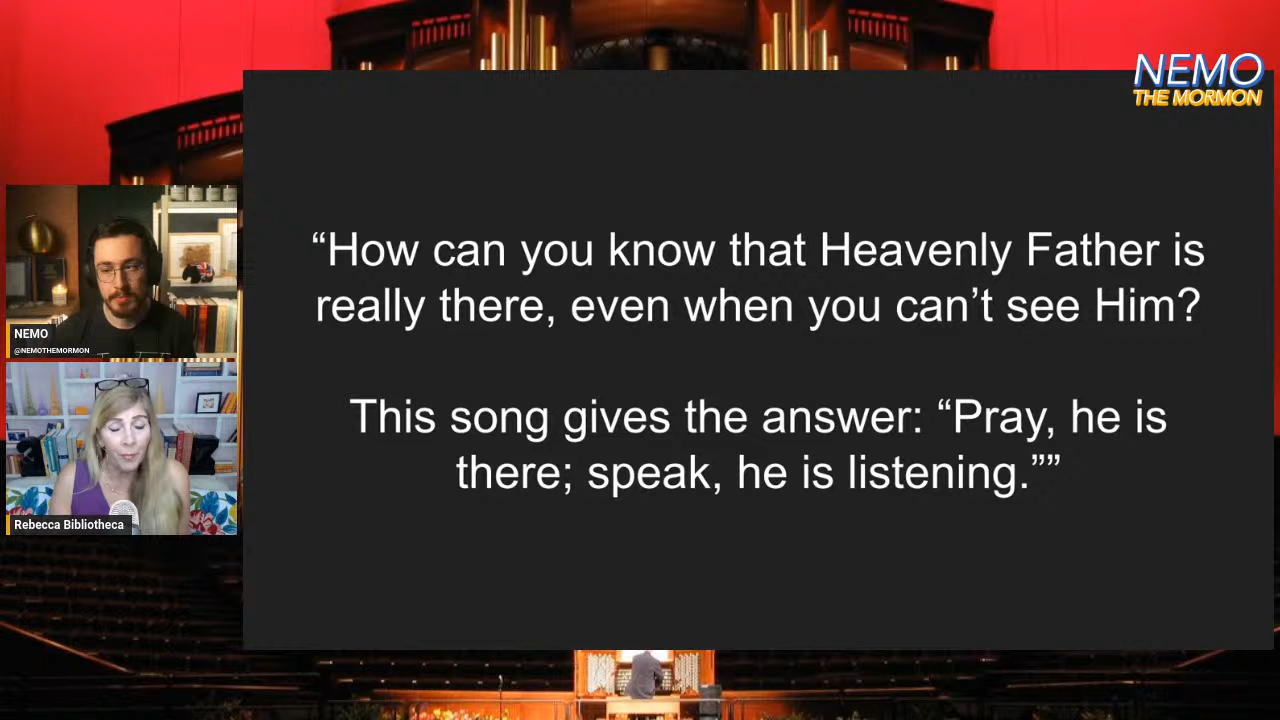 NEMO
THE MORMON
“How can you know that Heavenly Father is
really there, even when you can’t see Him?
This song gives the answer: “Pray, he is
there; speak, he is listening.””
NEMO
@NEMOTHEMORMON
Rebecca Bibliotheca